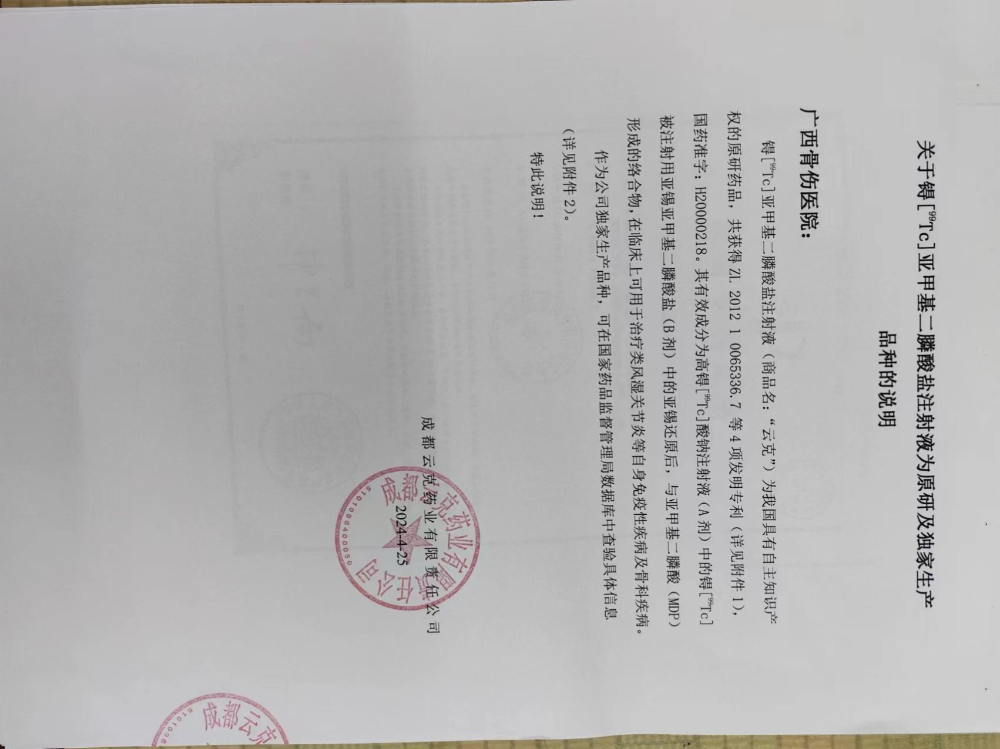 关于锝[⁹⁹Tc]亚甲基二膦酸盐注射液为原研及独家生产
品种的说明
广西骨伤医院：
锝[⁹⁹Tc]亚甲基二膦酸盐注射液（商品名：“云克”）为我国具有自主知识产
权的原研药品，共获得 ZL 2012 1 0065336.7 等 4 项发明专利（详见附件 1），
国药准字：H20000218。其有效成分为高锝[⁹⁹Tc]酸钠注射液（A 剂）中的锝[⁹⁹Tc]
被注射用亚锡亚甲基二膦酸盐（B 剂）中的亚锡还原后，与亚甲基二膦酸（MDP）
形成的络合物，在临床上可用于治疗类风湿关节炎等自身免疫性疾病及骨科疾病。
作为公司独家生产品种，可在国家药品监督管理局数据库中查验具体信息
（详见附件 2）。
特此说明！
成都云克药业有限责任公司
2024-4-25
成都云克药业有限责任公司
5101090400050
成都云克